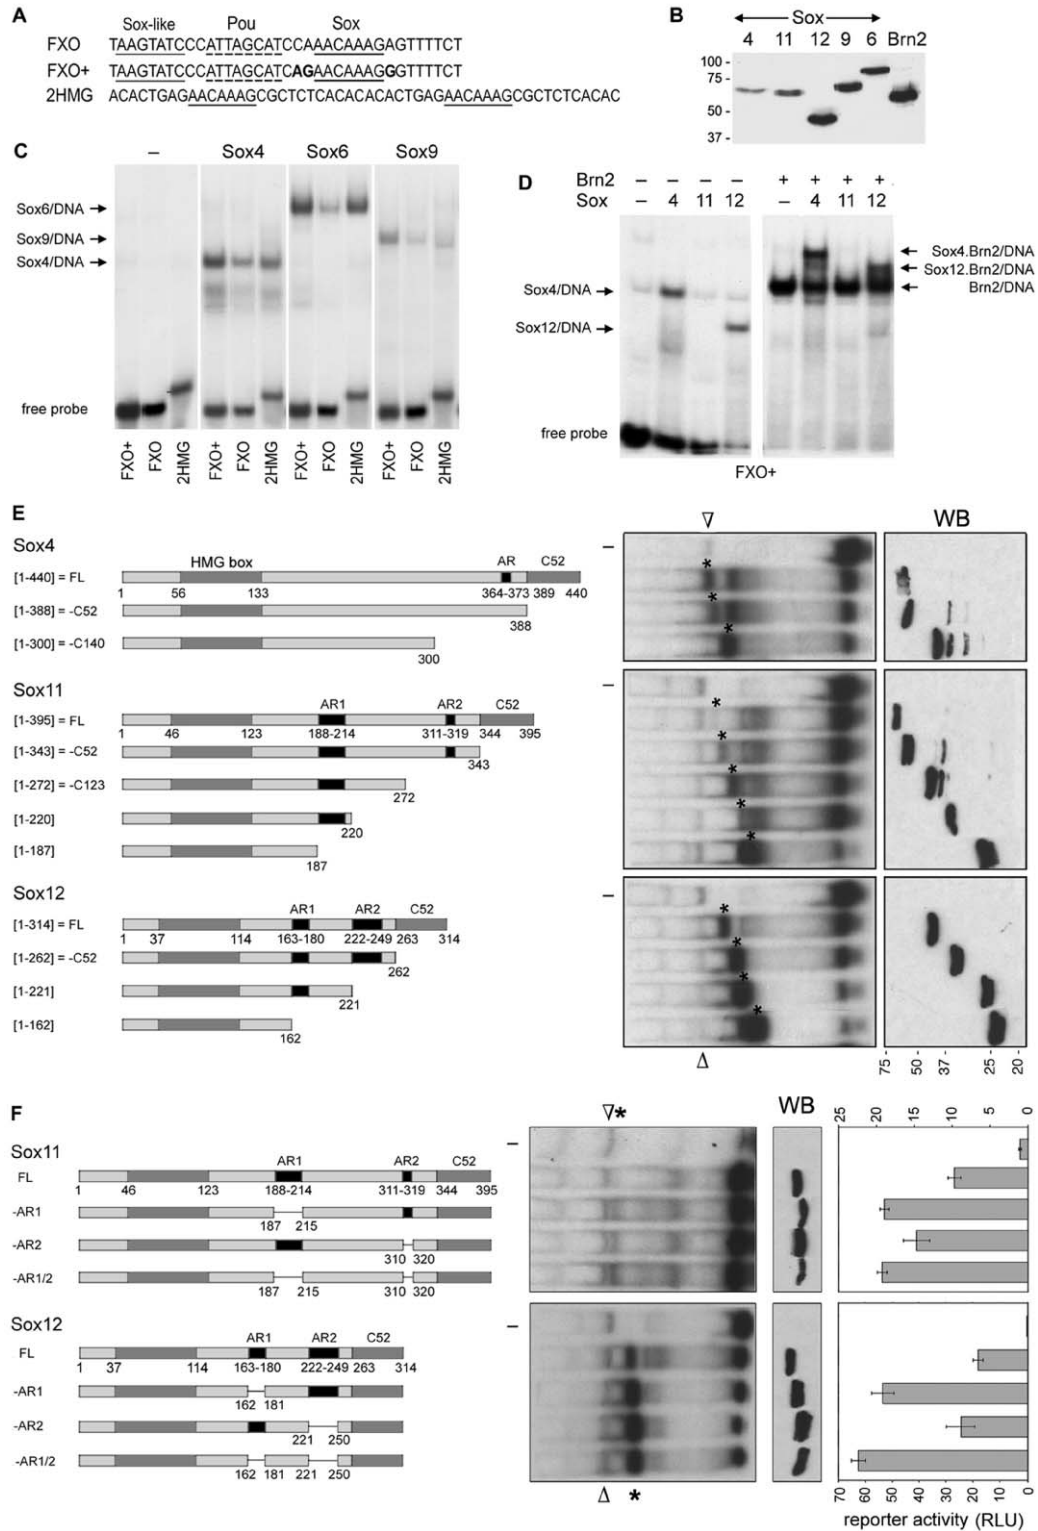 A
Sox-like Pou Sox
FXO TAAGTATCCCATTAGCATCCAAACAAAGAGTTTTCT
FXO+ TAAGTATCCCATTAGCATCAGAACAAAGGGTTTTCT
2HMG ACACTGAGAACAAAGCGCTCTCACACACACTGAGAACAAAGCGCTCTCACAC
B
Sox
4 11 12 9 6 Brn2
100 -
75 -
50 -
37 -
C
– Sox4 Sox6 Sox9
Sox6/DNA
Sox9/DNA
Sox4/DNA
free probe
FXO+ FXO 2HMG FXO+ FXO 2HMG FXO+ FXO 2HMG FXO+ FXO 2HMG
D
Brn2 – – – – + + + +
Sox – 4 11 12 – 4 11 12
Sox4/DNA
Sox12/DNA
free probe
Sox4.Brn2/DNA
Sox12.Brn2/DNA
Brn2/DNA
FXO+
E
WB
Sox4
HMG box AR C52
[1-440] = FL
1 56 133 364-373 389 440
[1-388] = -C52
388
[1-300] = -C140
300
–
*
*
*
Sox11
AR1 AR2 C52
[1-395] = FL
1 46 123 188-214 311-319 344 395
[1-343] = -C52
343
[1-272] = -C123
272
[1-220]
220
[1-187]
187
–
*
*
*
*
*
Sox12
AR1 AR2 C52
[1-314] = FL
1 37 114 163-180 222-249 263 314
[1-262] = -C52
262
[1-221]
221
[1-162]
162
–
*
*
*
*
75 - 50 - 37 - 25 - 20 -
F
* WB 25 20 15 10 5 0
Sox11
AR1 AR2 C52
FL
1 46 123 188-214 311-319 344 395
-AR1
187 215
-AR2
310 320
-AR1/2
187 215 310 320
–
Sox12
AR1 AR2 C52
FL
1 37 114 163-180 222-249 263 314
-AR1
162 181
-AR2
221 250
-AR1/2
162 181 221 250
–
*
70 60 50 40 30 20 10 0
reporter activity (RLU)